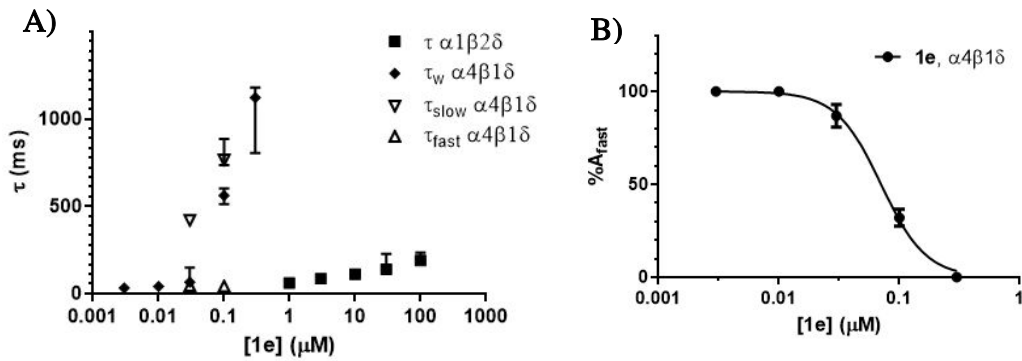 A)
τ α1β2δ
τw α4β1δ
τslow α4β1δ
τfast α4β1δ
τ (ms)
1000
500
0
0.001 0.01 0.1 1 10 100 1000
[1e] (μM)
B)
1e, α4β1δ
%Afast
100
50
0
0.001 0.01 0.1 1
[1e] (μM)